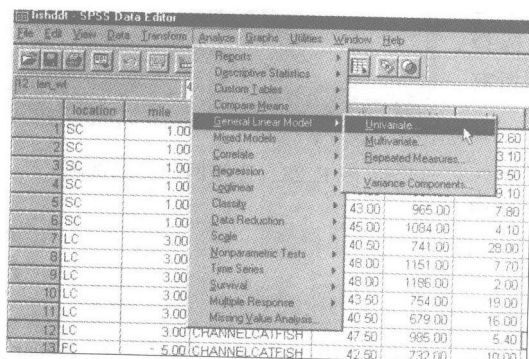 fishddt - SPSS Data Editor
File Edit View Data Transform Analyze Graphs Utilities Window Help
12 : len_wt
Reports
Descriptive Statistics
Custom Tables
Compare Means
General Linear Model
Mixed Models
Correlate
Regression
Loglinear
Classify
Data Reduction
Scale
Nonparametric Tests
Time Series
Survival
Multiple Response
Missing Value Analysis...
Univariate...
Multivariate...
Repeated Measures...
Variance Components...
location mile
1 SC 1.00 2.60
2 SC 1.00 3.10
3 SC 1.00 3.50
4 SC 1.00 9.10
5 SC 1.00 43.00 965.00 7.80
6 SC 1.00 45.00 1084.00 4.10
7 LC 3.00 40.50 741.00 28.00
8 LC 3.00 48.00 1151.00 7.70
9 LC 3.00 48.00 1186.00 2.00
10 LC 3.00 43.50 754.00 19.00
11 LC 3.00 40.50 679.00 16.00
12 LC 3.00 CHANNELCATFISH 47.50 985.00 5.40
13 FC 5.00 CHANNELCATFISH 42.50 732.00 10.00